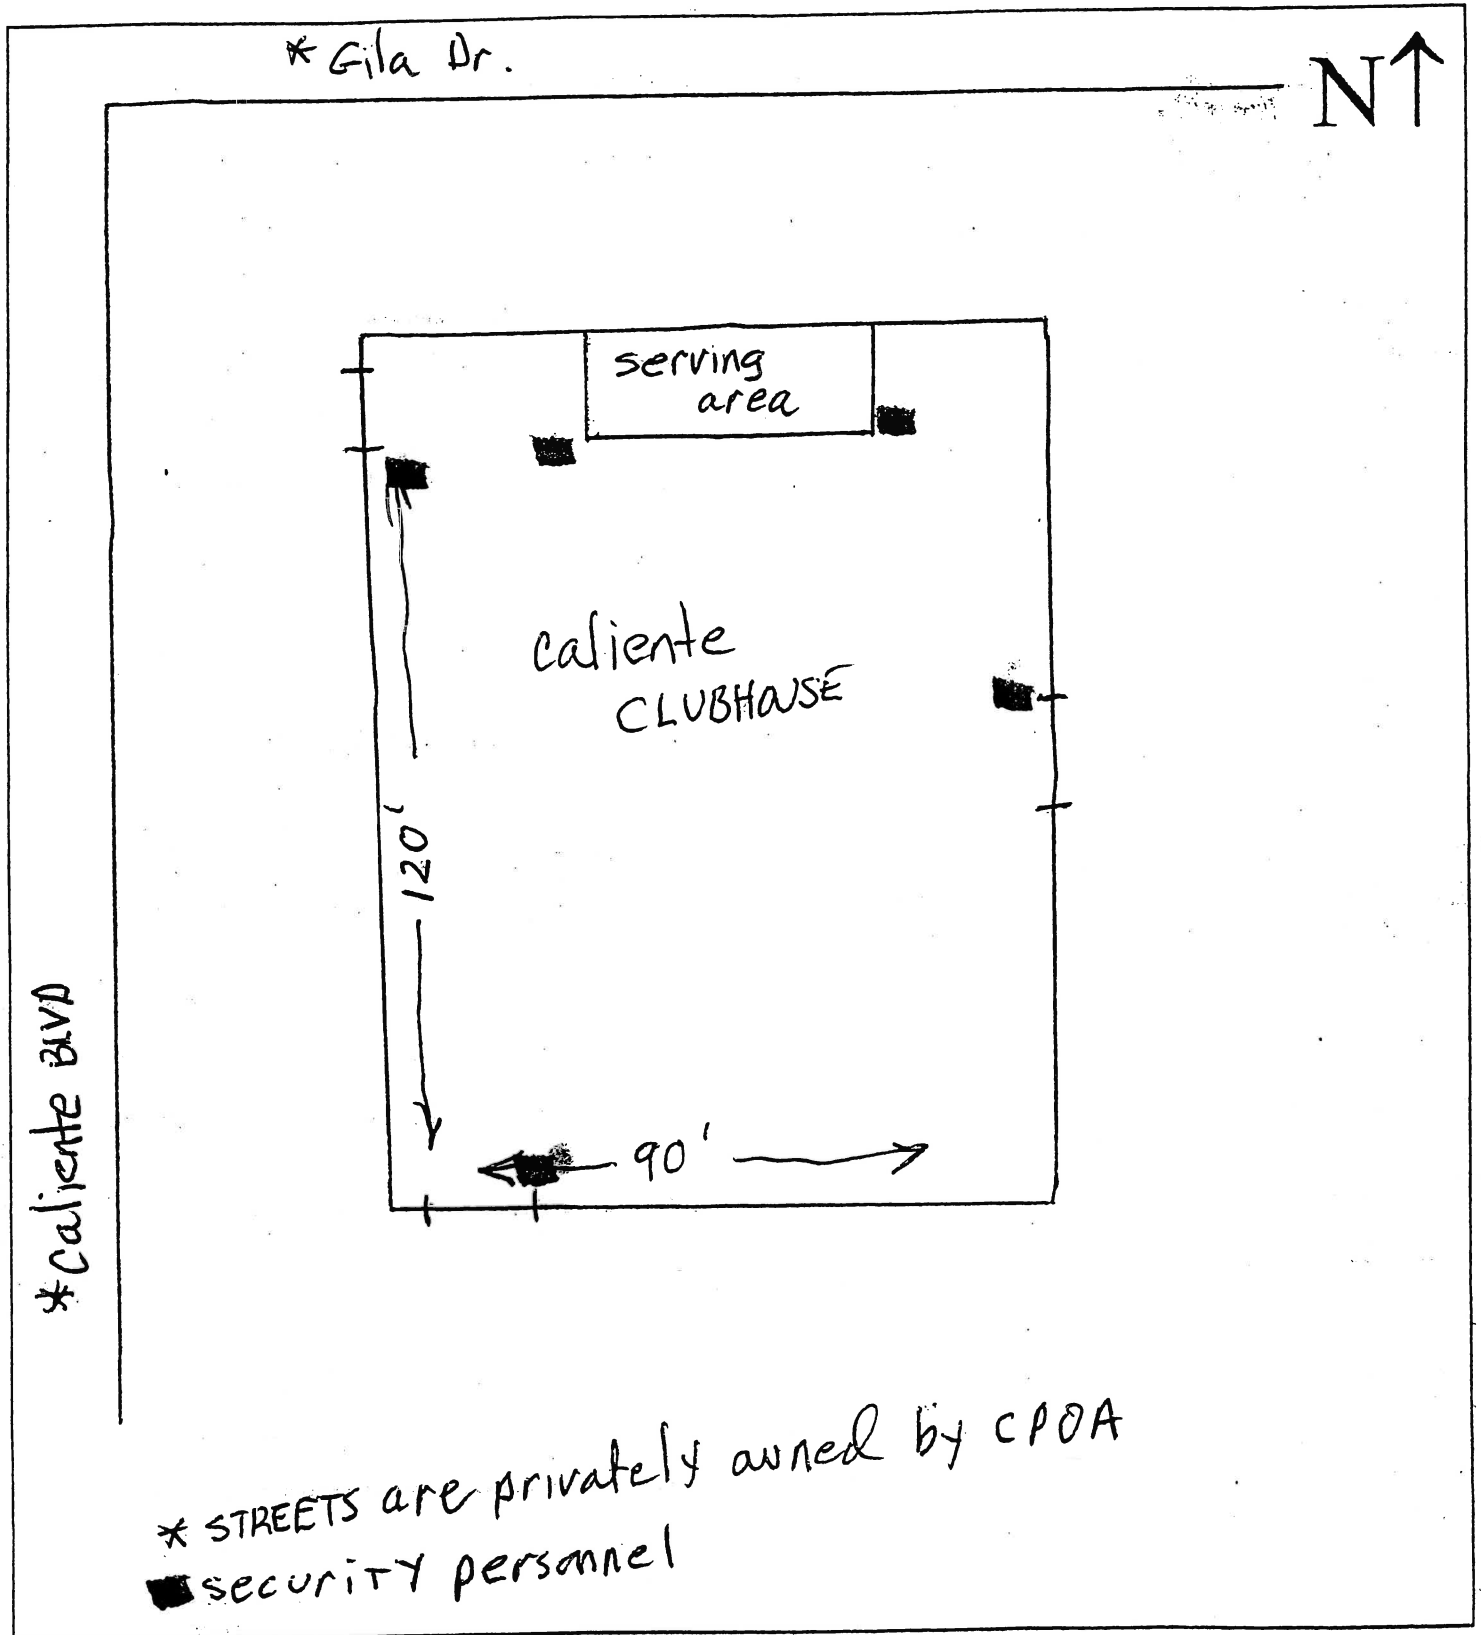 * Gila Dr.
N
serving
area
caliente
CLUBHOUSE
120'
90'
*Caliente BLVD
* STREETS are privately owned by CPOA
security personnel